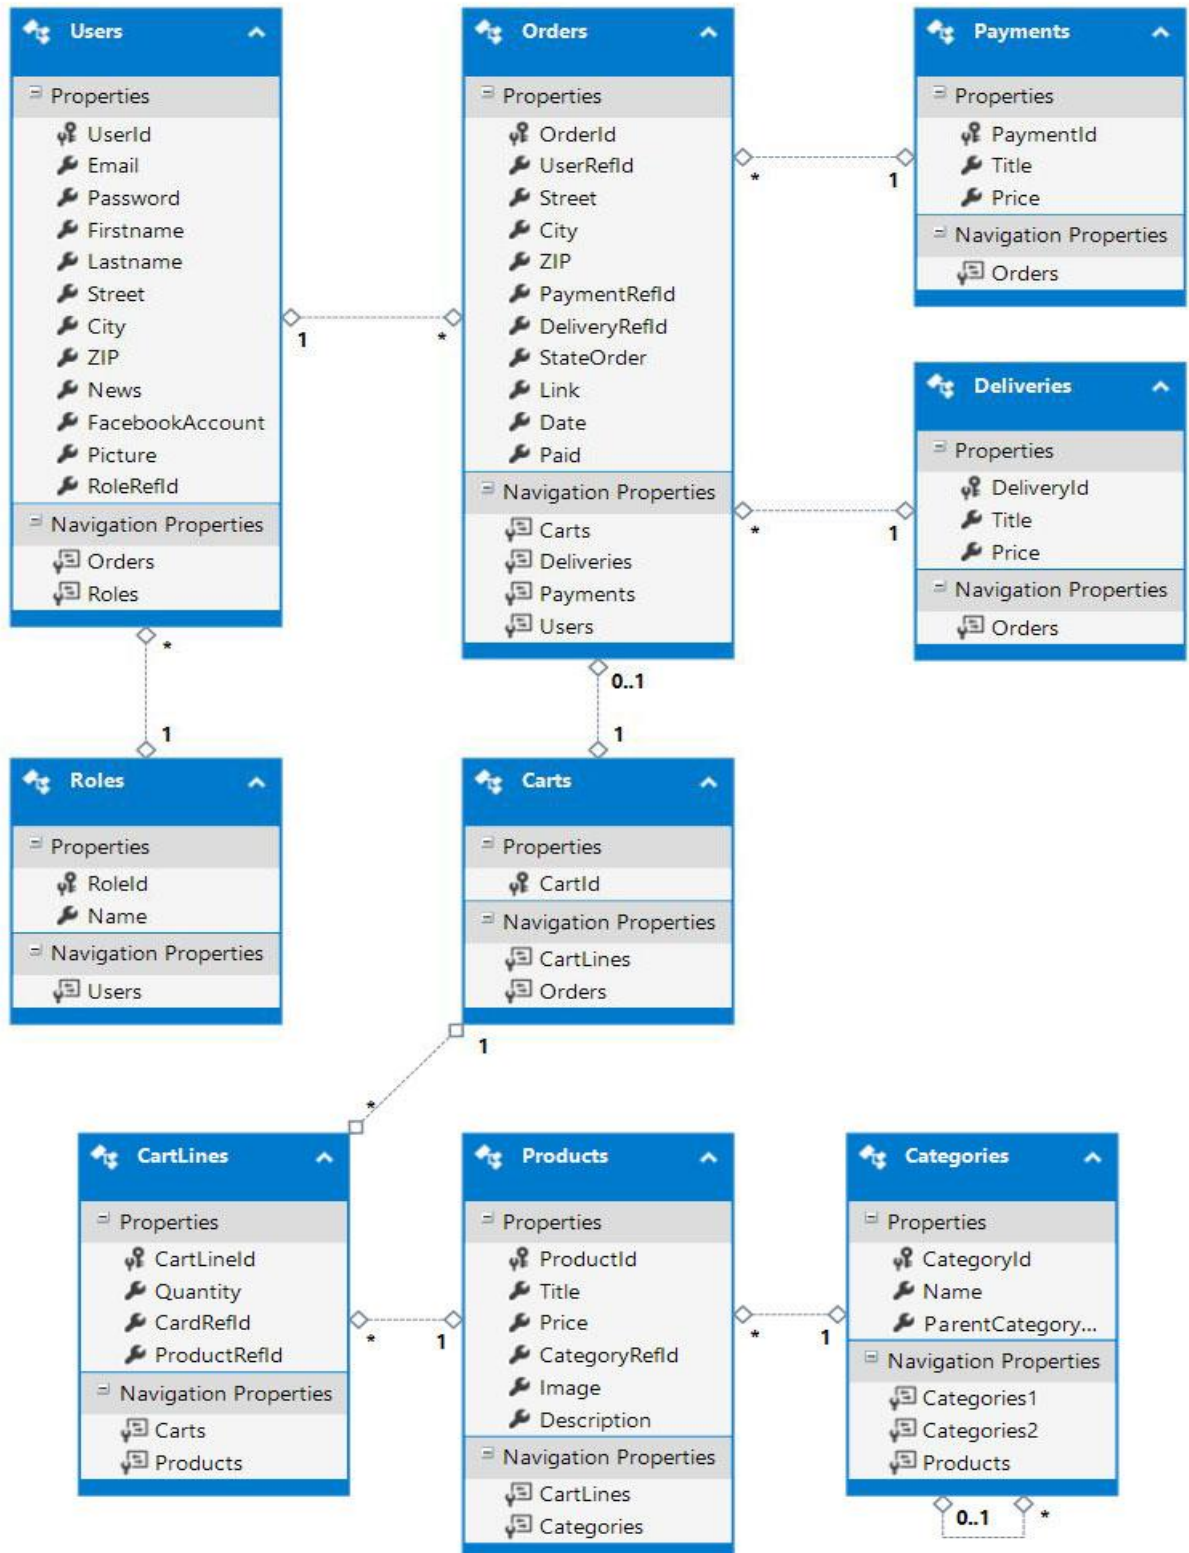 Users
Properties
UserId
Email
Password
Firstname
Lastname
Street
City
ZIP
News
FacebookAccount
Picture
RoleRefId
Navigation Properties
Orders
Roles
1
*
Orders
Properties
OrderId
UserRefId
Street
City
ZIP
PaymentRefId
DeliveryRefId
StateOrder
Link
Date
Paid
Navigation Properties
Carts
Deliveries
Payments
Users
*
1
Payments
Properties
PaymentId
Title
Price
Navigation Properties
Orders
*
1
Deliveries
Properties
DeliveryId
Title
Price
Navigation Properties
Orders
*
1
0..1
1
Roles
Properties
RoleId
Name
Navigation Properties
Users
Carts
Properties
CartId
Navigation Properties
CartLines
Orders
1
*
CartLines
Properties
CartLineId
Quantity
CardRefId
ProductRefId
Navigation Properties
Carts
Products
*
1
Products
Properties
ProductId
Title
Price
CategoryRefId
Image
Description
Navigation Properties
CartLines
Categories
*
1
Categories
Properties
CategoryId
Name
ParentCategory...
Navigation Properties
Categories1
Categories2
Products
0..1
*